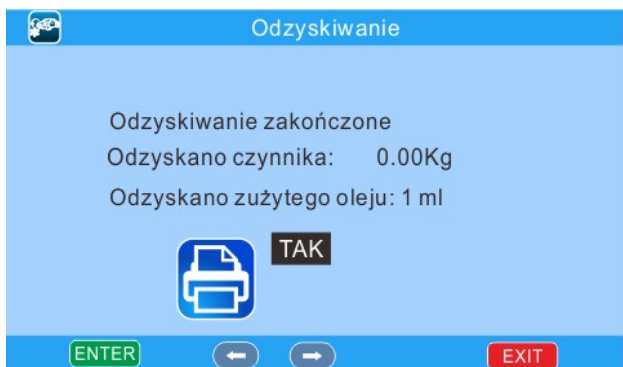 Odzyskiwanie
Odzyskiwanie zakończone
Odzyskano czynnika: 0.00Kg
Odzyskano zużytego oleju: 1 ml
TAK
ENTER EXIT